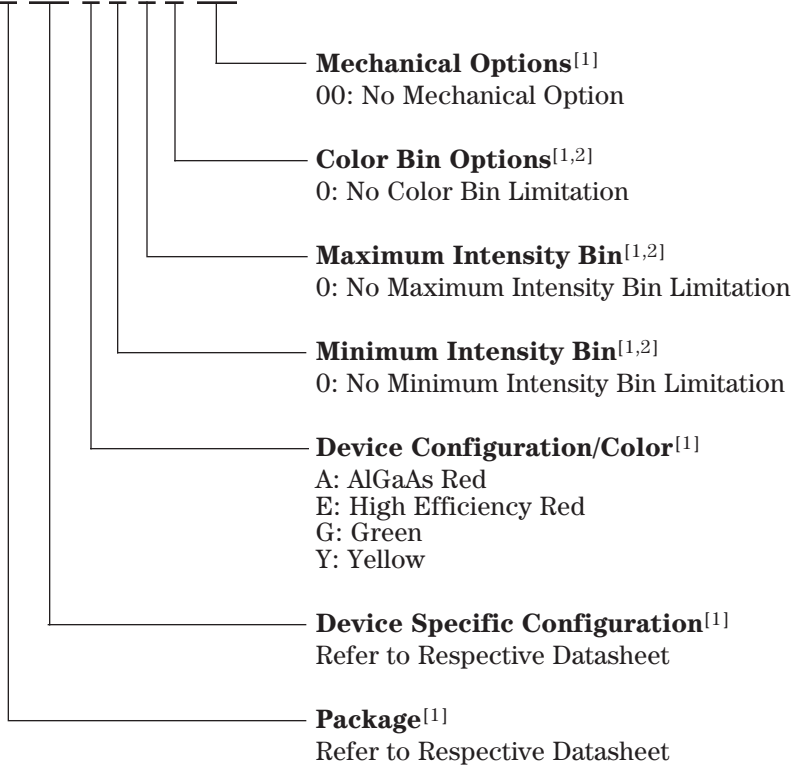 Mechanical Options[1]
00: No Mechanical Option
Color Bin Options[1,2]
0: No Color Bin Limitation
Maximum Intensity Bin[1,2]
0: No Maximum Intensity Bin Limitation
Minimum Intensity Bin[1,2]
0: No Minimum Intensity Bin Limitation
Device Configuration/Color[1]
A: AlGaAs Red
E: High Efficiency Red
G: Green
Y: Yellow
Device Specific Configuration[1]
Refer to Respective Datasheet
Package[1]
Refer to Respective Datasheet